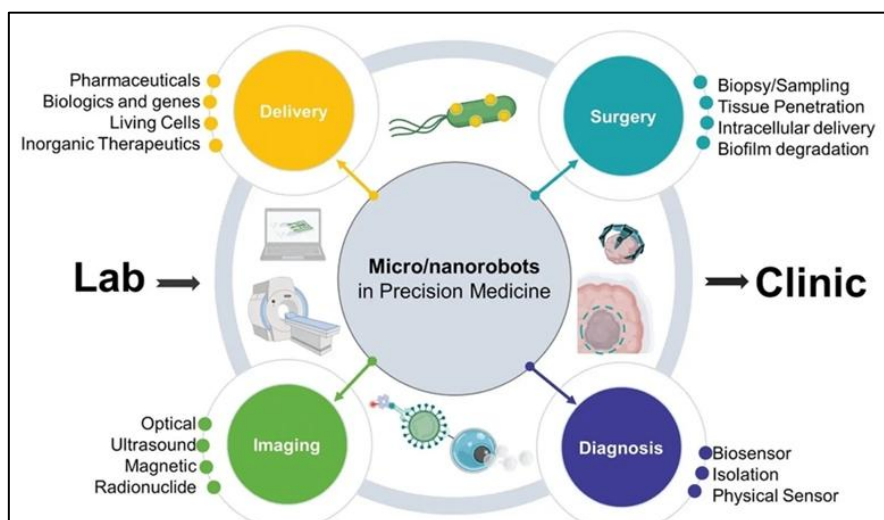 Pharmaceuticals
Biologics and genes
Living Cells
Inorganic Therapeutics
Delivery
Surgery
Biopsy/Sampling
Tissue Penetration
Intracellular delivery
Biofilm degradation
Lab
Micro/nanorobots
in Precision Medicine
Clinic
Optical
Ultrasound
Magnetic
Radionuclide
Imaging
Diagnosis
Biosensor
Isolation
Physical Sensor